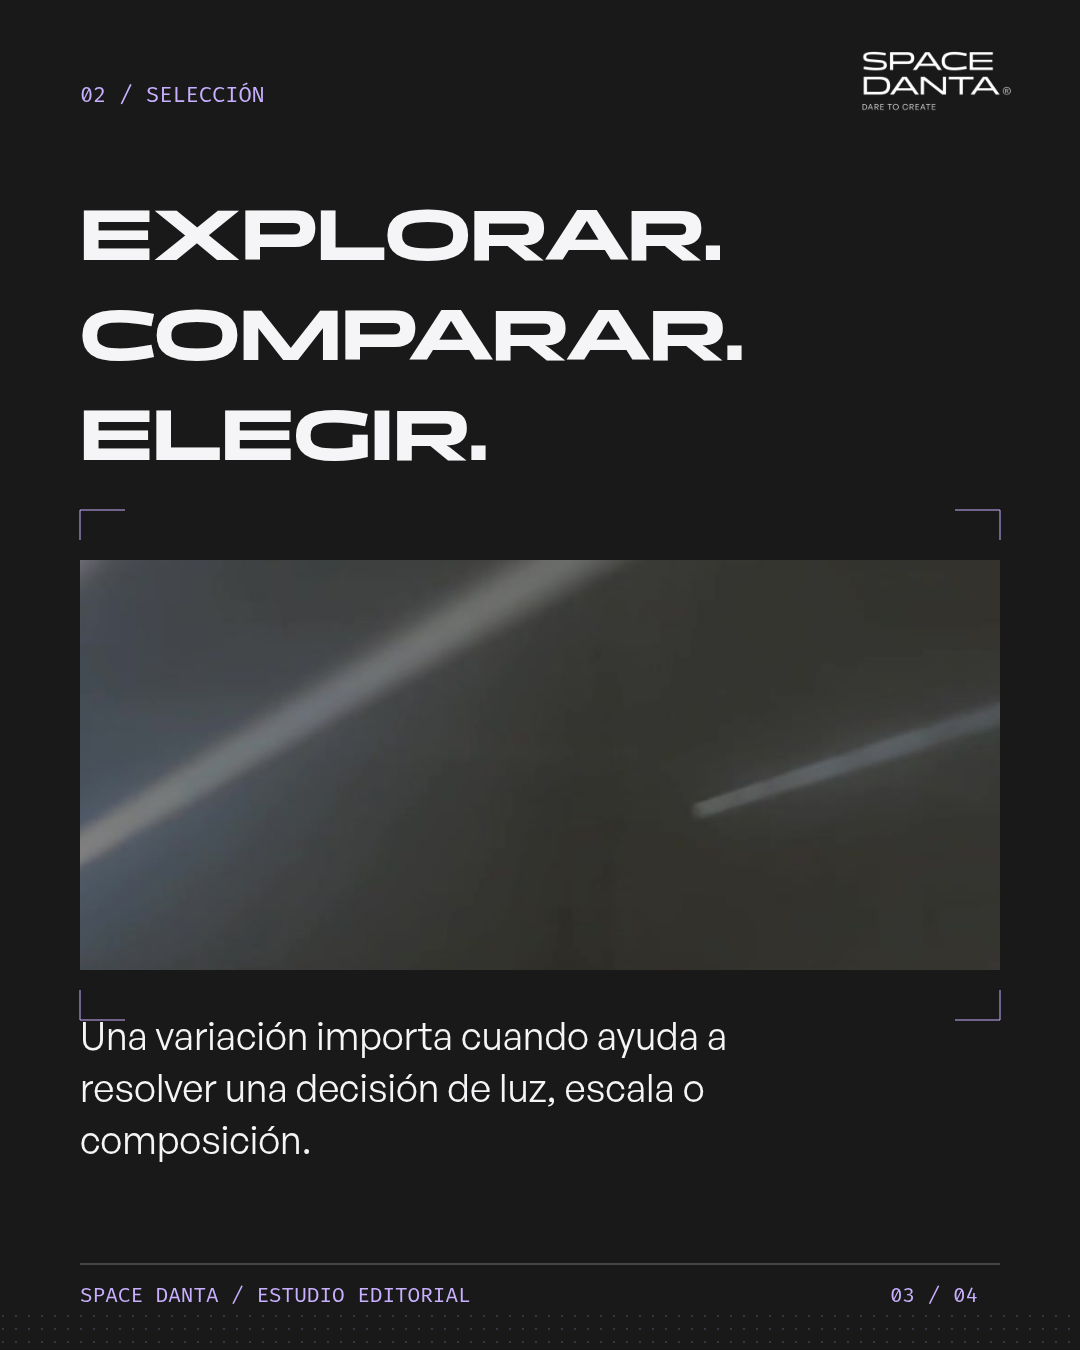 02 / SELECCIÓN
SPACE
DANTA®
DARE TO CREATE
EXPLORAR.
COMPARAR.
ELEGIR.
Una variación importa cuando ayuda a
resolver una decisión de luz, escala o
composición.
SPACE DANTA / ESTUDIO EDITORIAL
03 / 04